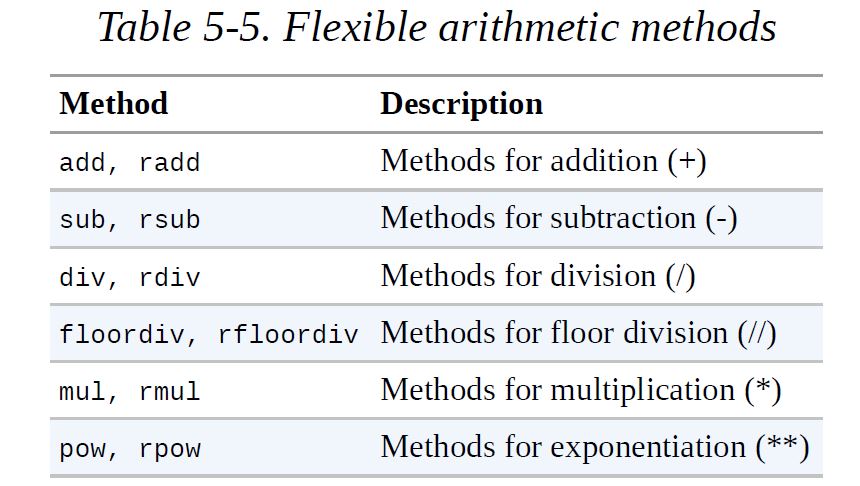 Table 5-5. Flexible arithmetic methods
Method Description
add, radd Methods for addition (+)
sub, rsub Methods for subtraction (-)
div, rdiv Methods for division (/)
floordiv, rfloordiv Methods for floor division (//)
mul, rmul Methods for multiplication (*)
pow, rpow Methods for exponentiation (**)